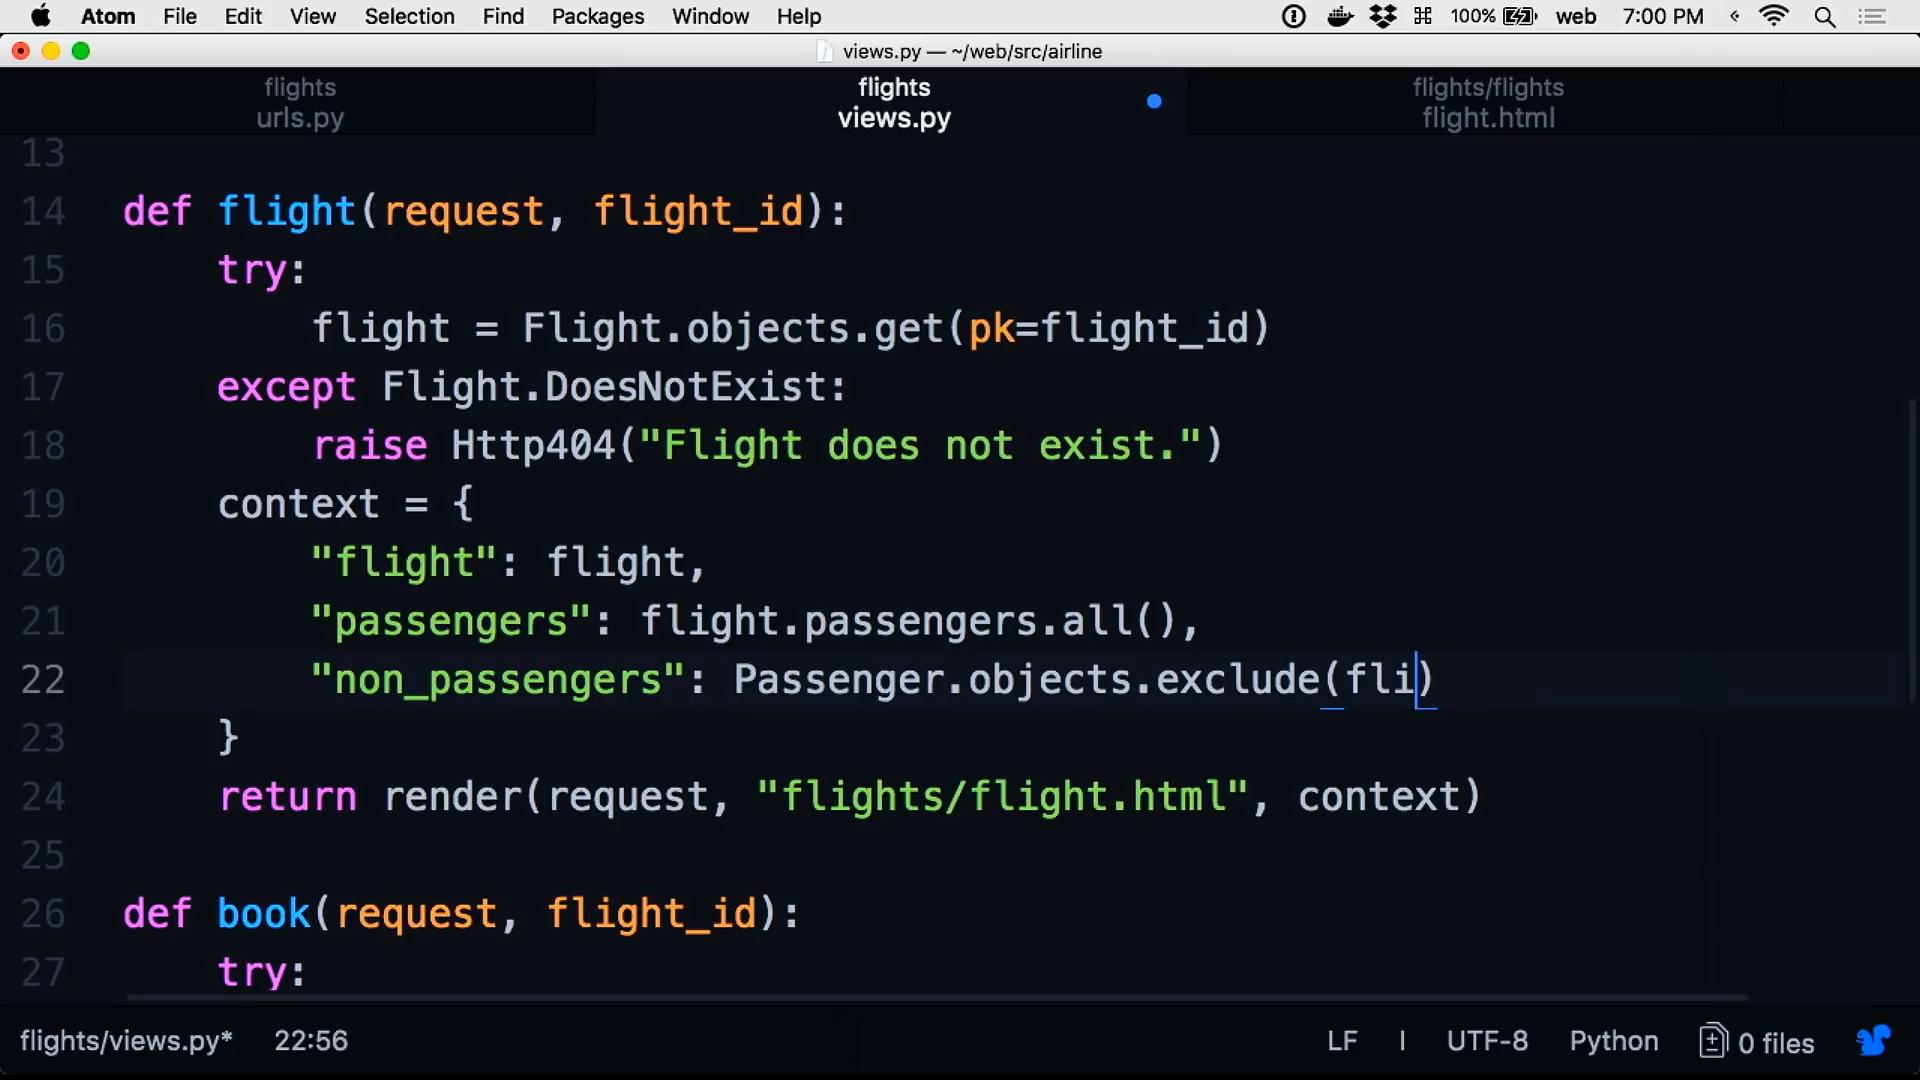 Atom File Edit View Selection Find Packages Window Help 100% web 7:00 PM
views.py — ~/web/src/airline
flights flights flights/flights
urls.py views.py flight.html
13
14 def flight(request, flight_id):
15 try:
16 flight = Flight.objects.get(pk=flight_id)
17 except Flight.DoesNotExist:
18 raise Http404("Flight does not exist.")
19 context = {
20 "flight": flight,
21 "passengers": flight.passengers.all(),
22 "non_passengers": Passenger.objects.exclude(fli)
23 }
24 return render(request, "flights/flight.html", context)
25
26 def book(request, flight_id):
27 try:
flights/views.py* 22:56 LF I UTF-8 Python 0 files